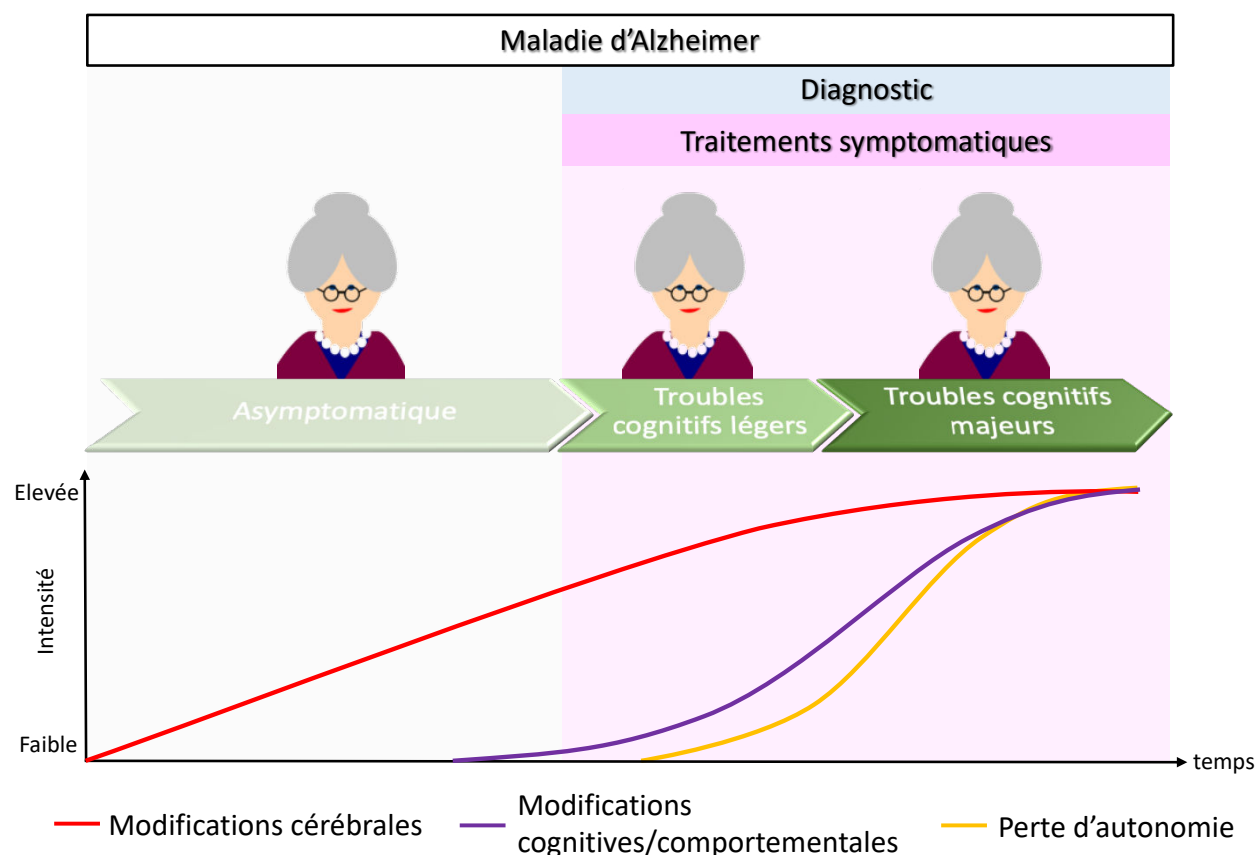 Maladie d'Alzheimer
Diagnostic
Traitements symptomatiques
Asymptomatique
Troubles
cognitifs légers
Troubles cognitifs
majeurs
Elevée
Intensité
Faible
temps
Modifications cérébrales
Modifications
cognitives/comportementales
Perte d'autonomie